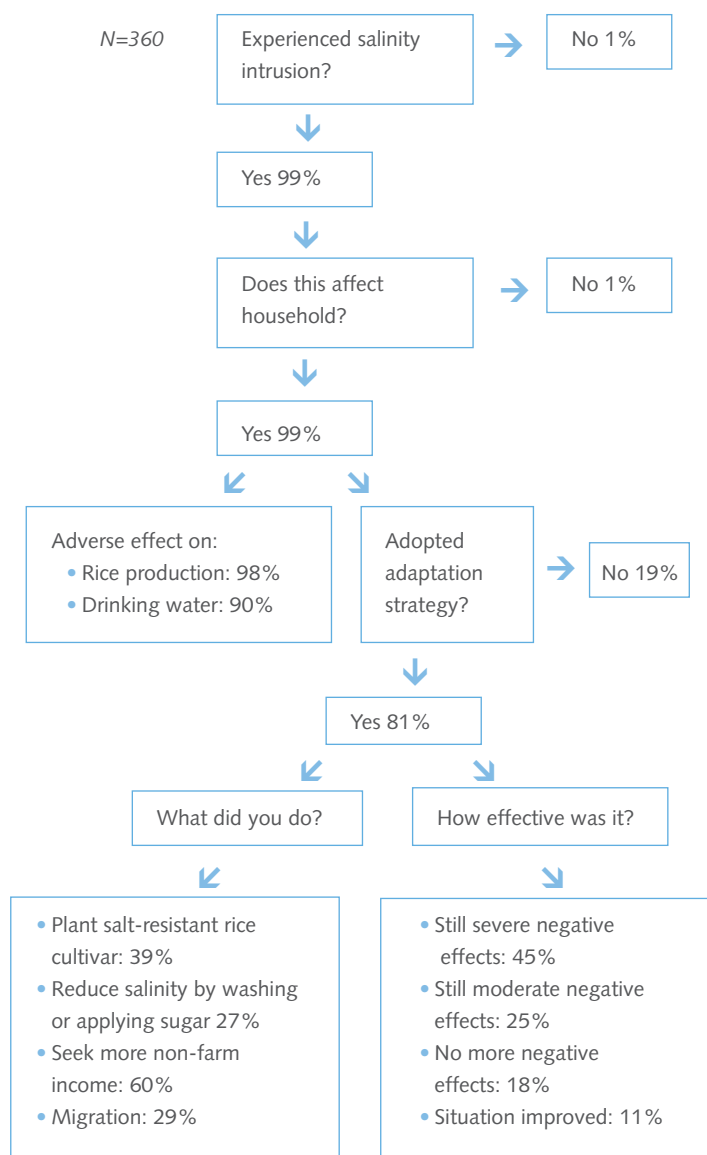 N=360
Experienced salinity
intrusion?
No 1%
Yes 99%
Does this affect
household?
No 1%
Yes 99%
Adverse effect on:
• Rice production: 98%
• Drinking water: 90%
Adopted
adaptation
strategy?
No 19%
Yes 81%
What did you do?
How effective was it?
• Plant salt-resistant rice
cultivar: 39%
• Reduce salinity by washing
or applying sugar 27%
• Seek more non-farm
income: 60%
• Migration: 29%
• Still severe negative
effects: 45%
• Still moderate negative
effects: 25%
• No more negative
effects: 18%
• Situation improved: 11%